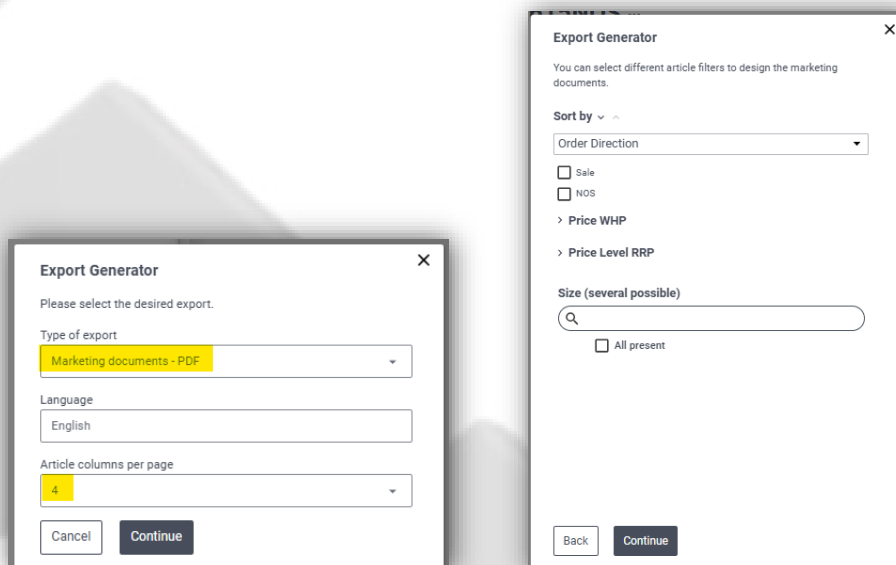 Export Generator
Please select the desired export.
Type of export
Marketing documents - PDF
Language
English
Article columns per page
4
Cancel
Continue
Export Generator
You can select different article filters to design the marketing
documents.
Sort by
Order Direction
Sale
NOS
Price WHP
Price Level RRP
Size (several possible)
All present
Back
Continue